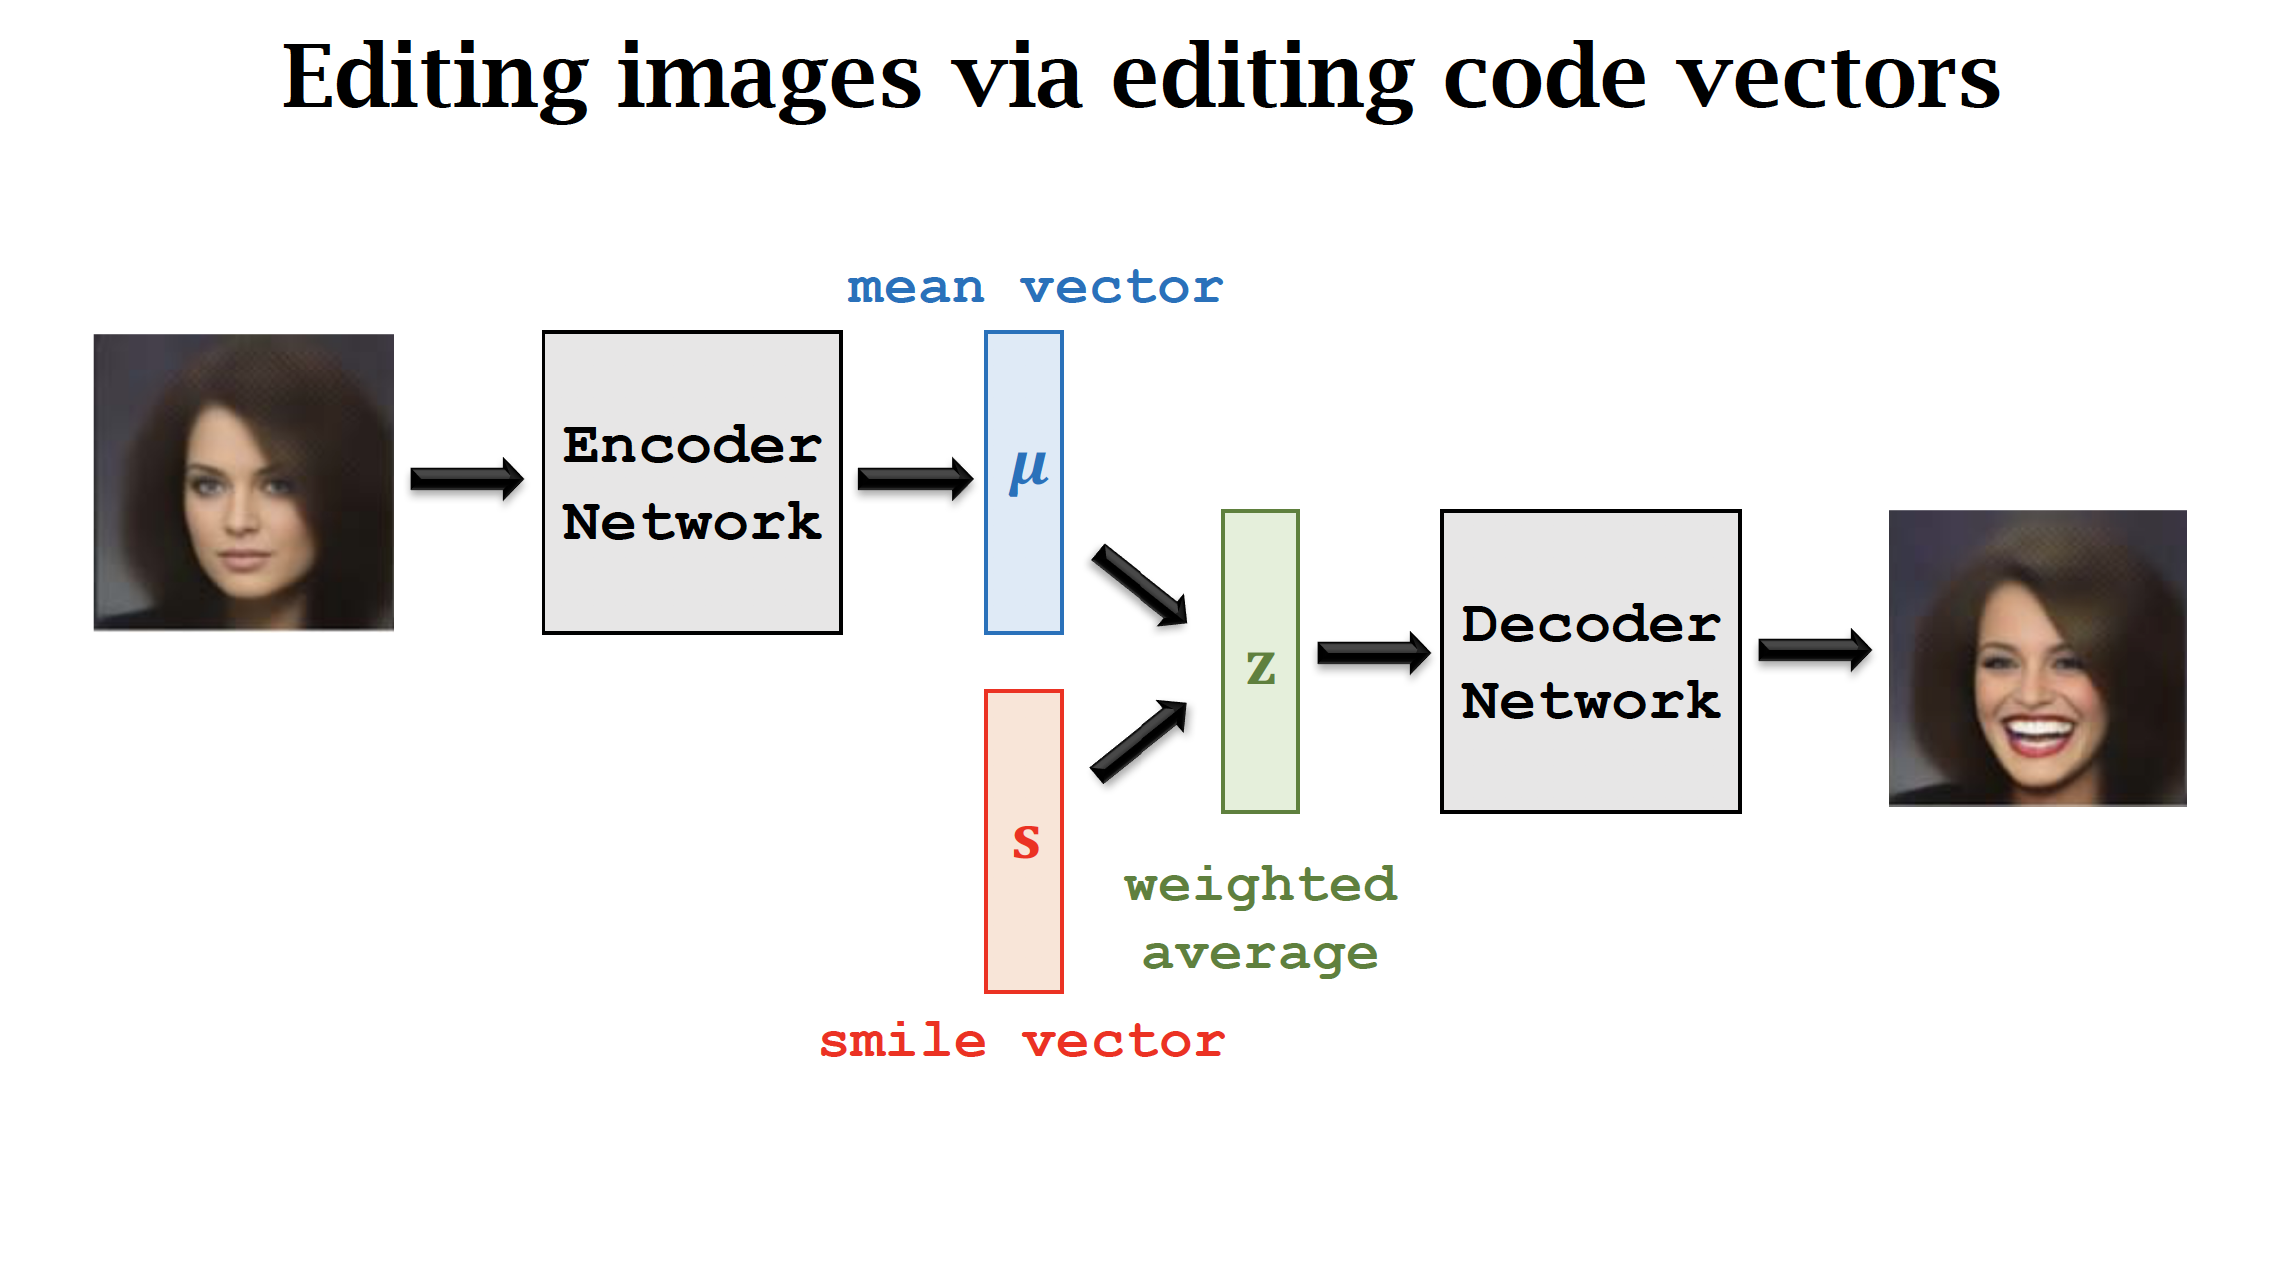 Editing images via editing code vectors
mean vector
Encoder
Network
μ
Decoder
Network
z
s
weighted
average
smile vector